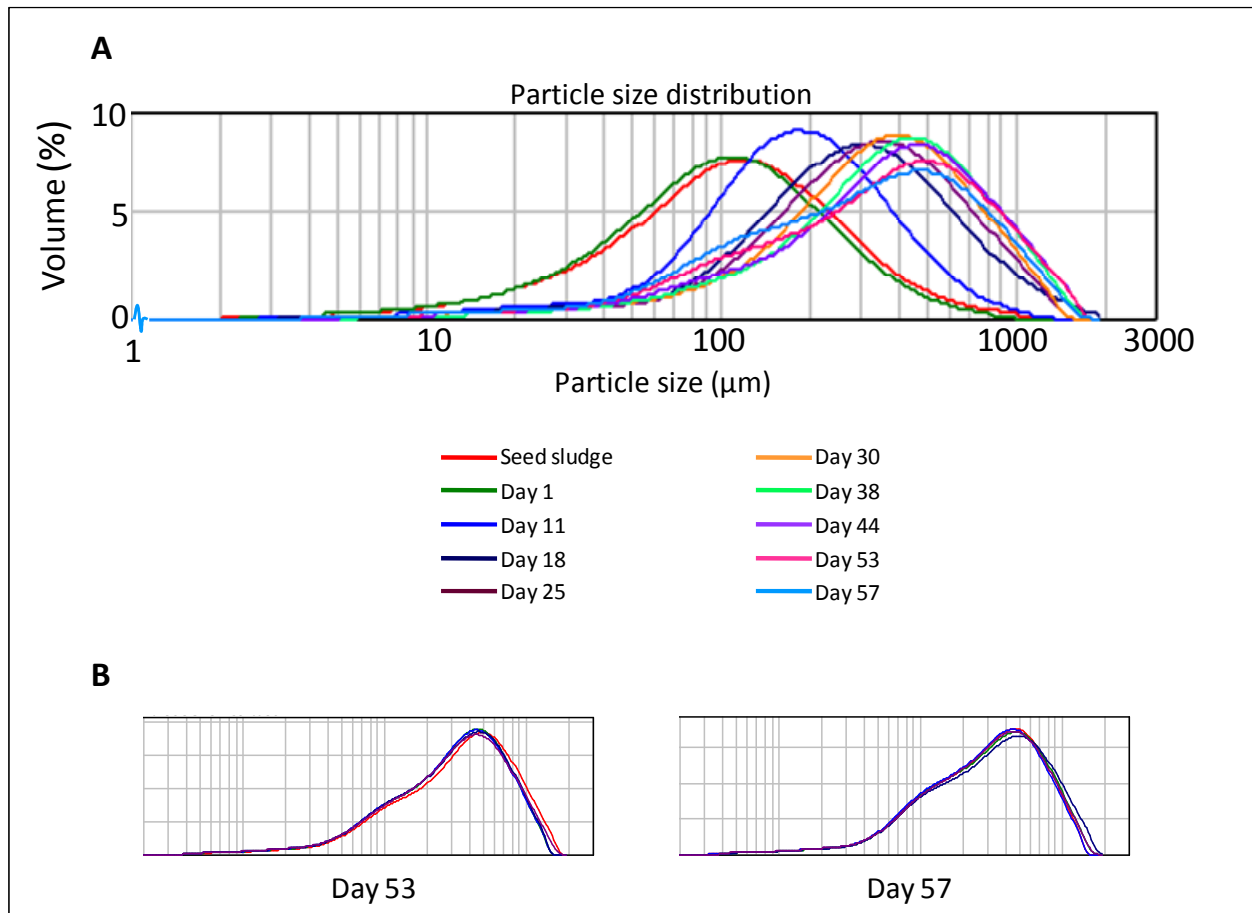 A
Particle size distribution
10
5
0
Volume (%)
1 10 100 1000 3000
Particle size (µm)
Seed sludge
Day 1
Day 11
Day 18
Day 25
Day 30
Day 38
Day 44
Day 53
Day 57
B
Day 53
Day 57